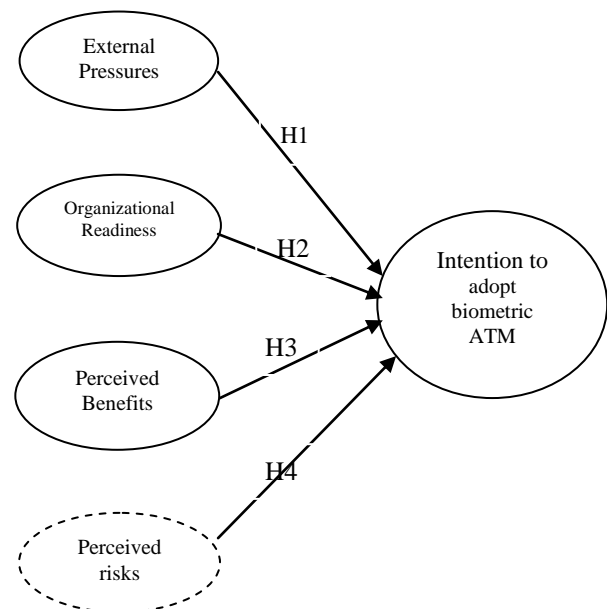 External
Pressures
H1
Organizational
Readiness
H2
Intention to
adopt
biometric
ATM
H3
Perceived
Benefits
H4
Perceived
risks